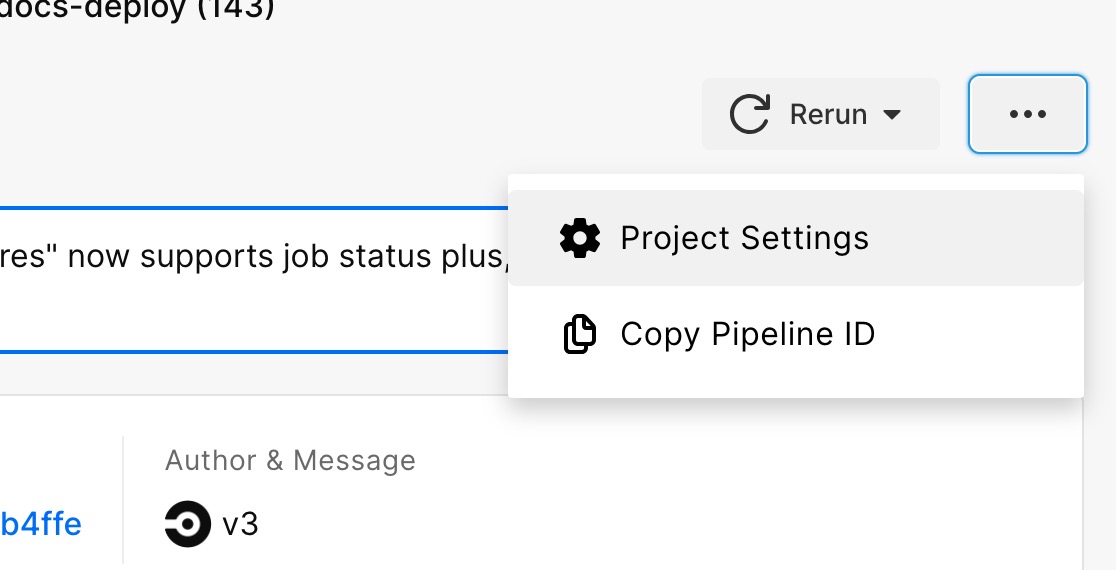 docs-deploy (143)
Rerun
res" now supports job status plus,
Project Settings
Copy Pipeline ID
Author & Message
b4ffe
v3